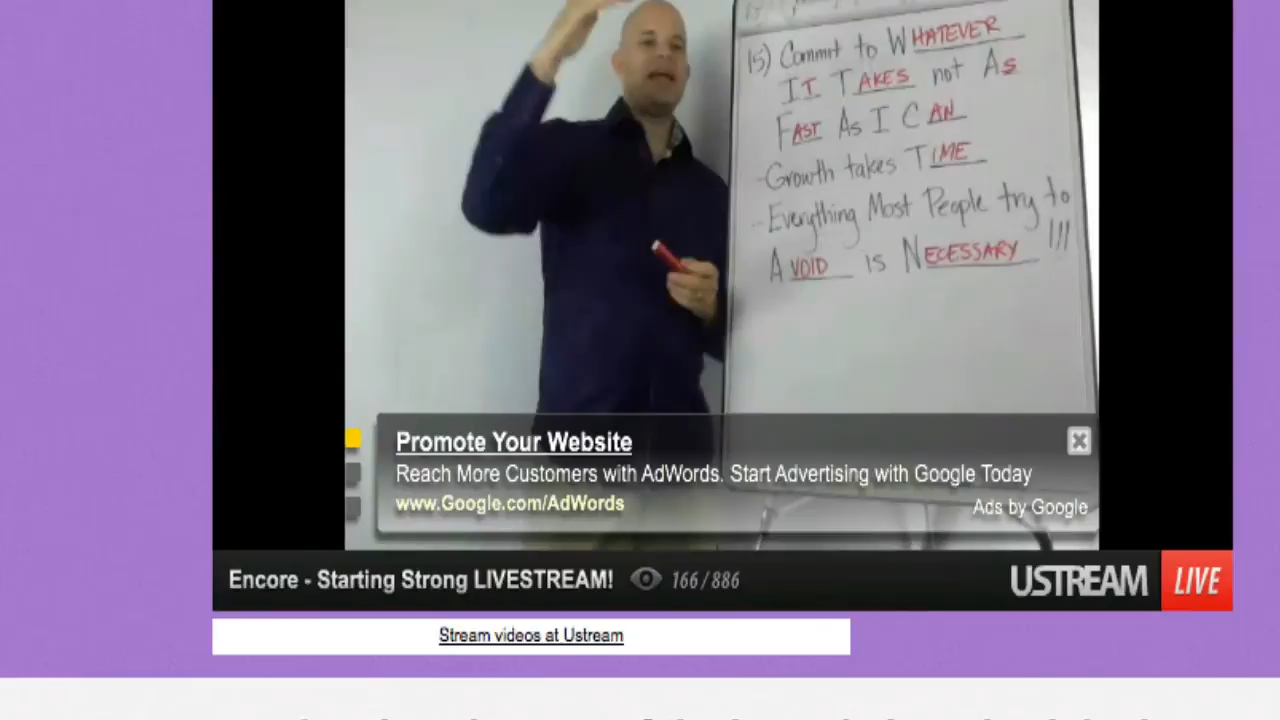 15) Commit to WHATEVER
IT TAKES not As
FAST As I CAN
-Growth takes TIME
-Everything Most People try to
AVOID is NECESSARY !!!
Promote Your Website
Reach More Customers with AdWords. Start Advertising with Google Today
www.Google.com/AdWords
Ads by Google
Encore - Starting Strong LIVESTREAM! 166/886 USTREAM LIVE
Stream videos at Ustream